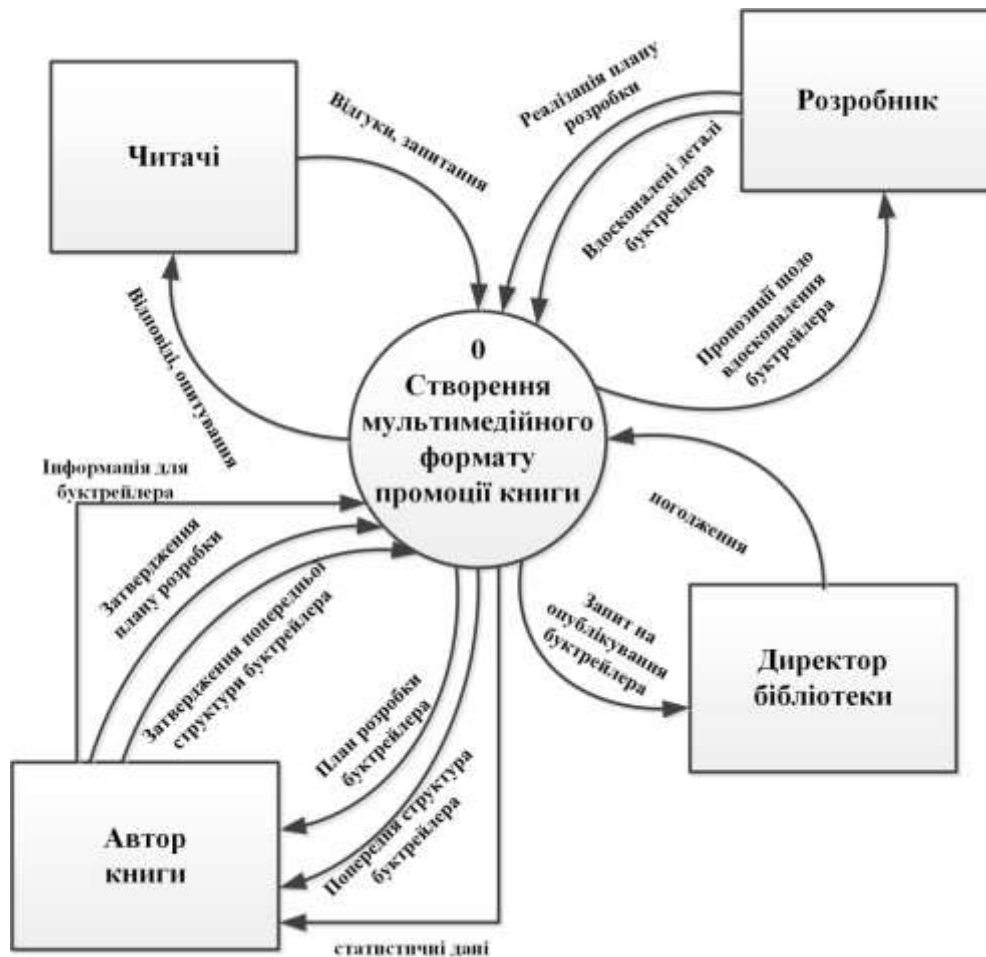 Читачі
Розробник
Відгуки, запитання
Реалізація плану
розробки
Вдосконалені деталі
буктрейлера
Пропозиції щодо
вдосконалення
буктрейлера
Відповіді, опитування
0
Створення
мультимедійного
формату
промоції книги
Інформація для
буктрейлера
Затвердження
плану розробки
Затвердження попередньої
структури буктрейлера
погодження
Запит на
опублікування
буктрейлера
Директор
бібліотеки
План розробки
буктрейлера
Попередня структура
буктрейлера
Автор
книги
статистичні дані